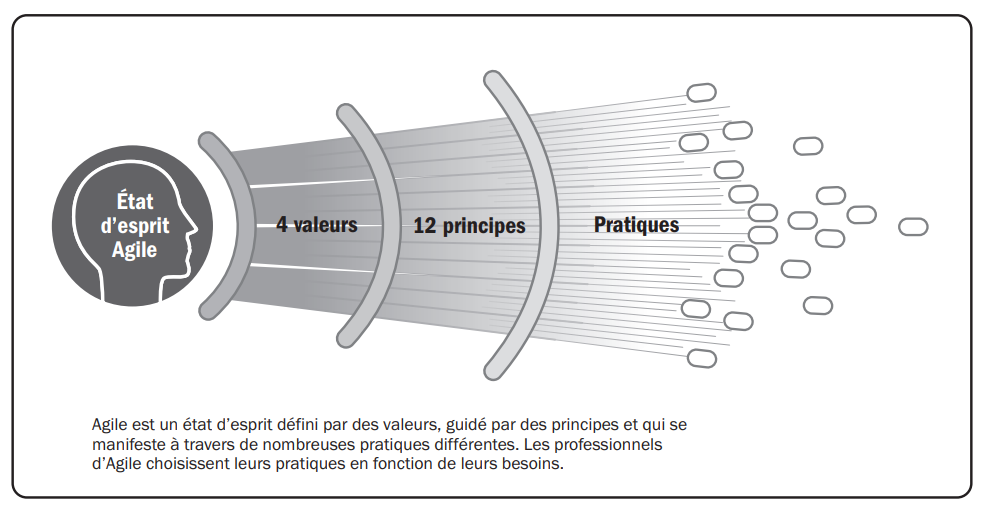 État
d'esprit
Agile
4 valeurs
12 principes
Pratiques
Agile est un état d'esprit défini par des valeurs, guidé par des principes et qui se
manifeste à travers de nombreuses pratiques différentes. Les professionnels
d'Agile choisissent leurs pratiques en fonction de leurs besoins.